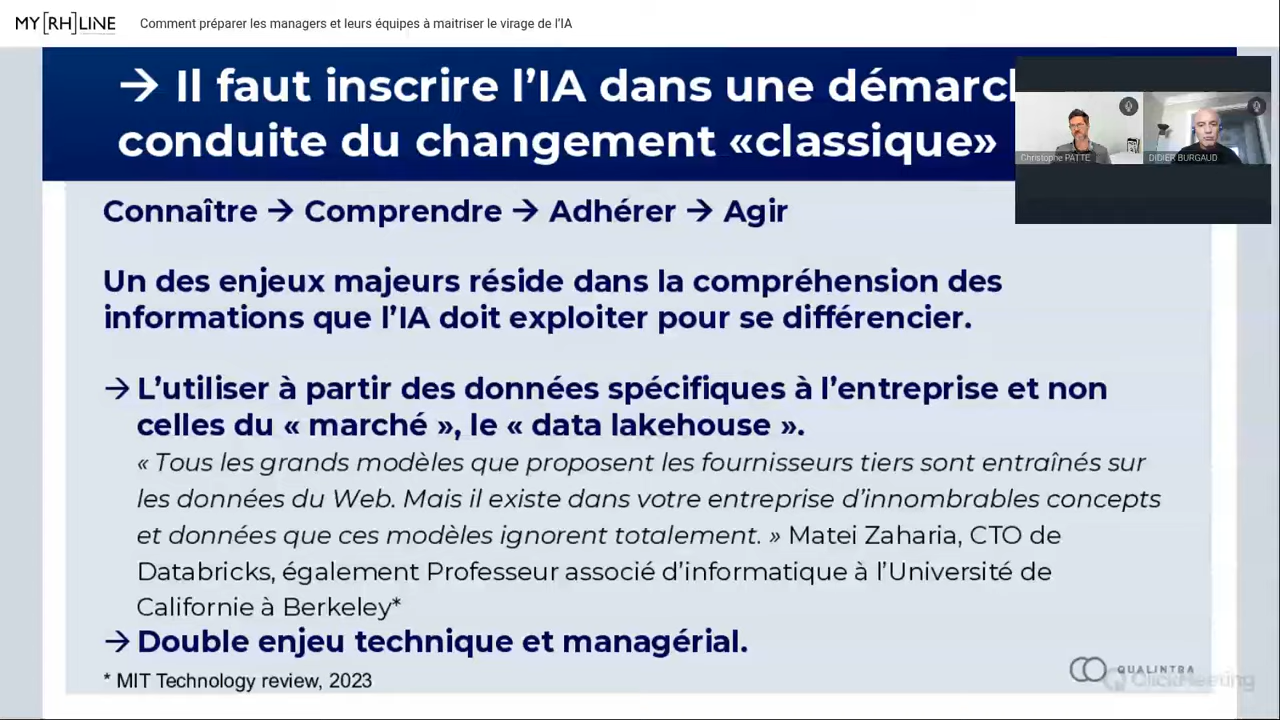 MY[RH]LINE Comment préparer les managers et leurs équipes à maitriser le virage de l'IA
→ Il faut inscrire l’IA dans une
conduite du changement «classique»
Christophe PATTE
DIDIER BURGAUD
Connaître → Comprendre → Adhérer → Agir
Un des enjeux majeurs réside dans la compréhension des
informations que l’IA doit exploiter pour se différencier.
→ L’utiliser à partir des données spécifiques à l’entreprise et non
celles du « marché », le « data lakehouse ».
« Tous les grands modèles que proposent les fournisseurs tiers sont entraînés sur
les données du Web. Mais il existe dans votre entreprise d’innombrables concepts
et données que ces modèles ignorent totalement. » Matei Zaharia, CTO de
Databricks, également Professeur associé d’informatique à l’Université de
Californie à Berkeley*
→ Double enjeu technique et managérial.
* MIT Technology review, 2023
QUALINTRA
ClickMeeting